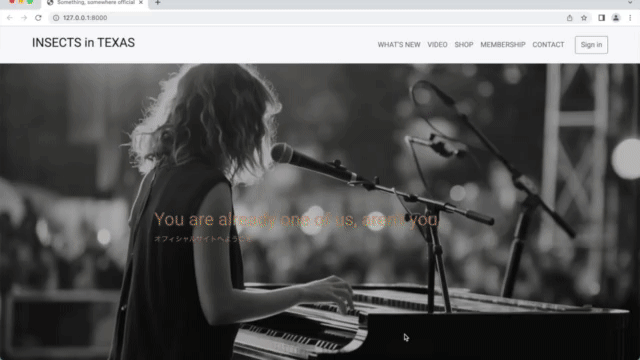 Something, somewhere official
127.0.0.1:8000
INSECTS in TEXAS
WHAT'S NEW VIDEO SHOP MEMBERSHIP CONTACT Sign in
You are already one of us, aren't you
オフィシャルサイトへようこそ